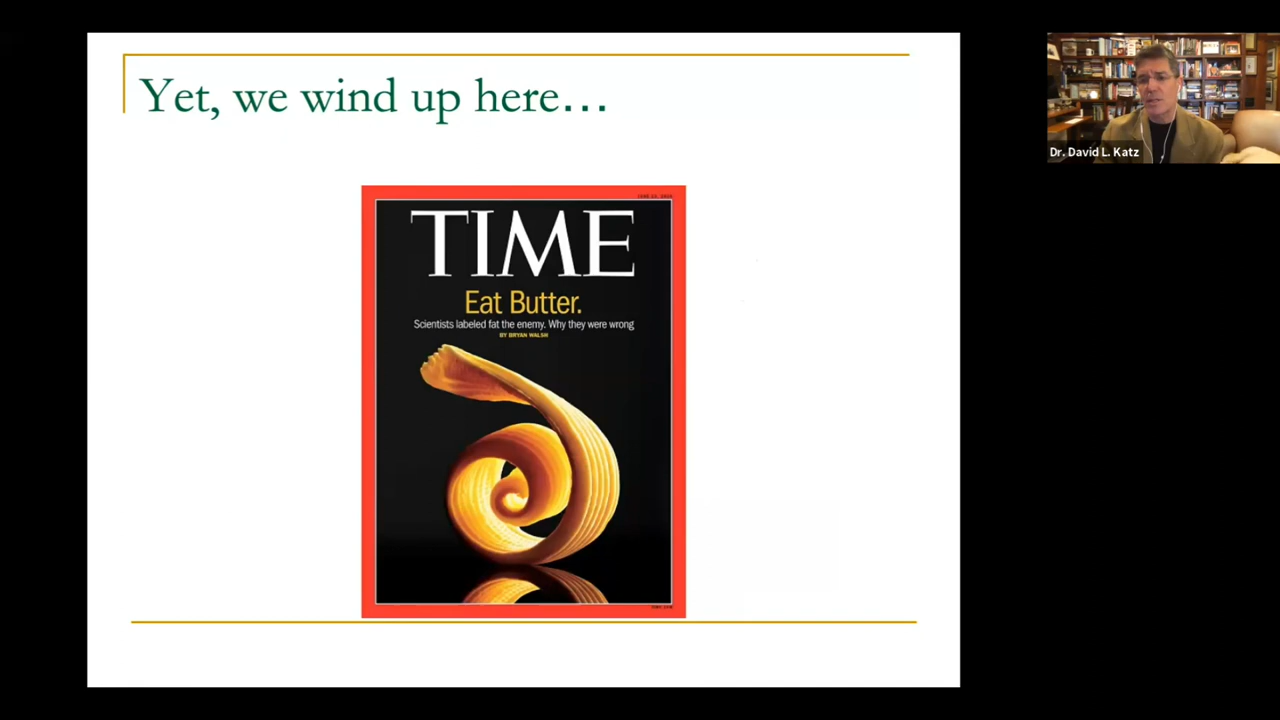 Yet, we wind up here…
TIME
Eat Butter.
Scientists labeled fat the enemy. Why they were wrong
BY BRYAN WALSH
Dr. David L. Katz